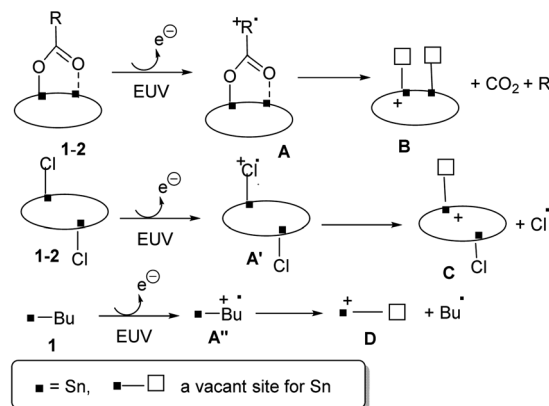 R
O O
e⊖
EUV
+R•
O O
+
+ CO2 + R
1-2 A B
Cl
Cl
e⊖
EUV
+Cl•
Cl
+
Cl
+ Cl•
1-2 A' C
■–Bu
e⊖
EUV
■–Bu+•
■+–□
+ Bu•
1 A'' D
■ = Sn, ■–□ a vacant site for Sn